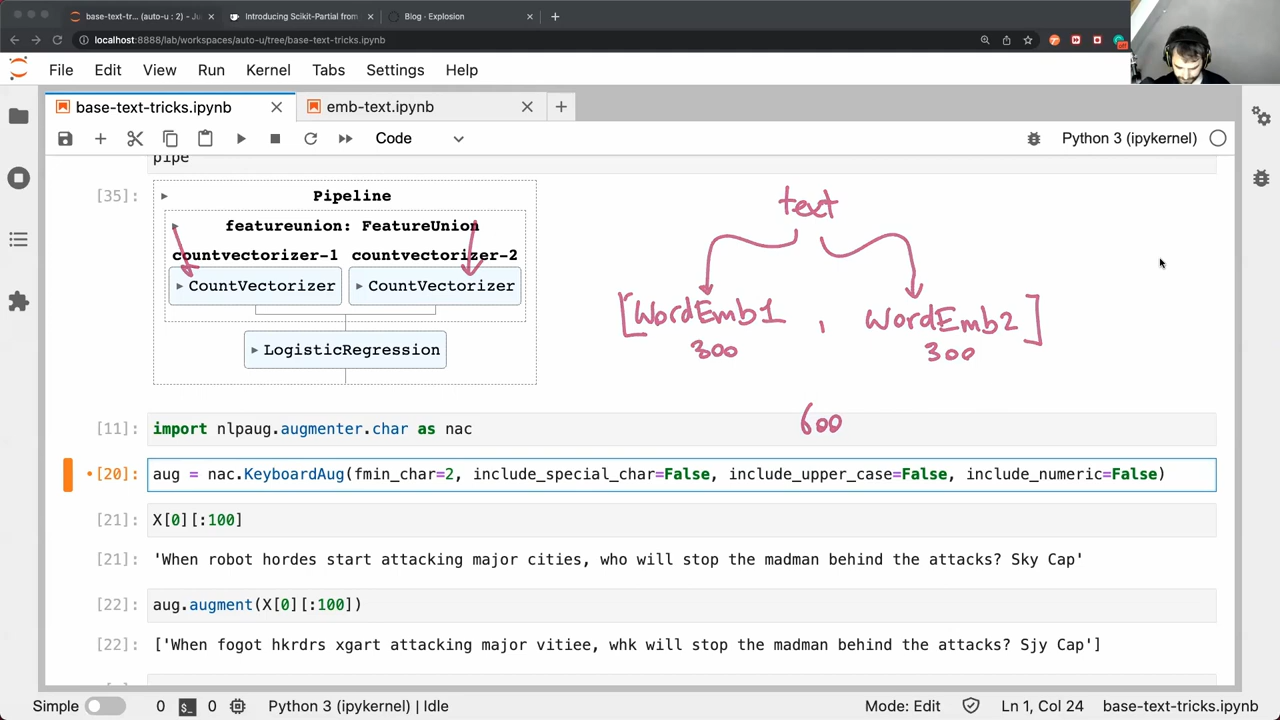 base-text-tr... (auto-u : 2) - Ju
Introducing Scikit-Partial from
Blog · Explosion
localhost:8888/lab/workspaces/auto-u/tree/base-text-tricks.ipynb
File Edit View Run Kernel Tabs Settings Help
base-text-tricks.ipynb
emb-text.ipynb
Code
Python 3 (ipykernel)
pipe
[35]:
Pipeline
featureunion: FeatureUnion
countvectorizer-1 countvectorizer-2
CountVectorizer CountVectorizer
LogisticRegression
text
[WordEmb1 , WordEmb2]
300 300
600
[11]: import nlpaug.augmenter.char as nac
[20]: aug = nac.KeyboardAug(fmin_char=2, include_special_char=False, include_upper_case=False, include_numeric=False)
[21]: X[0][:100]
[21]: 'When robot hordes start attacking major cities, who will stop the madman behind the attacks? Sky Cap'
[22]: aug.augment(X[0][:100])
[22]: ['When fogot hkrdrs xgart attacking major vitiee, whk will stop the madman behind the attacks? Sjy Cap']
Simple 0 $_ 0 Python 3 (ipykernel) | Idle Mode: Edit Ln 1, Col 24 base-text-tricks.ipynb